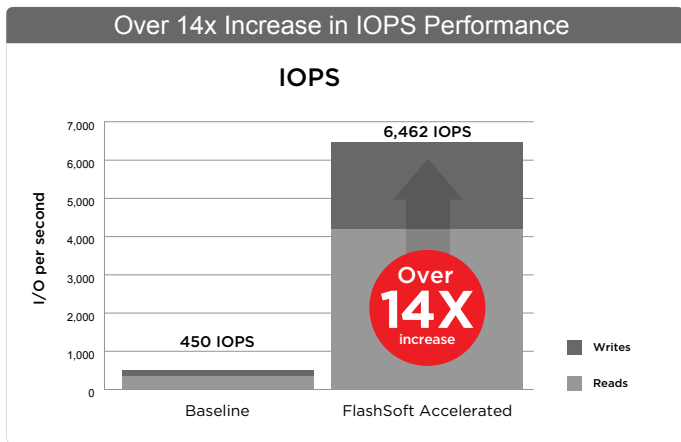 Over 14x Increase in IOPS Performance
IOPS
I/O per second
7,000
6,000
5,000
4,000
3,000
2,000
1,000
0
450 IOPS
6,462 IOPS
Over
14X
increase
Baseline
FlashSoft Accelerated
Writes
Reads